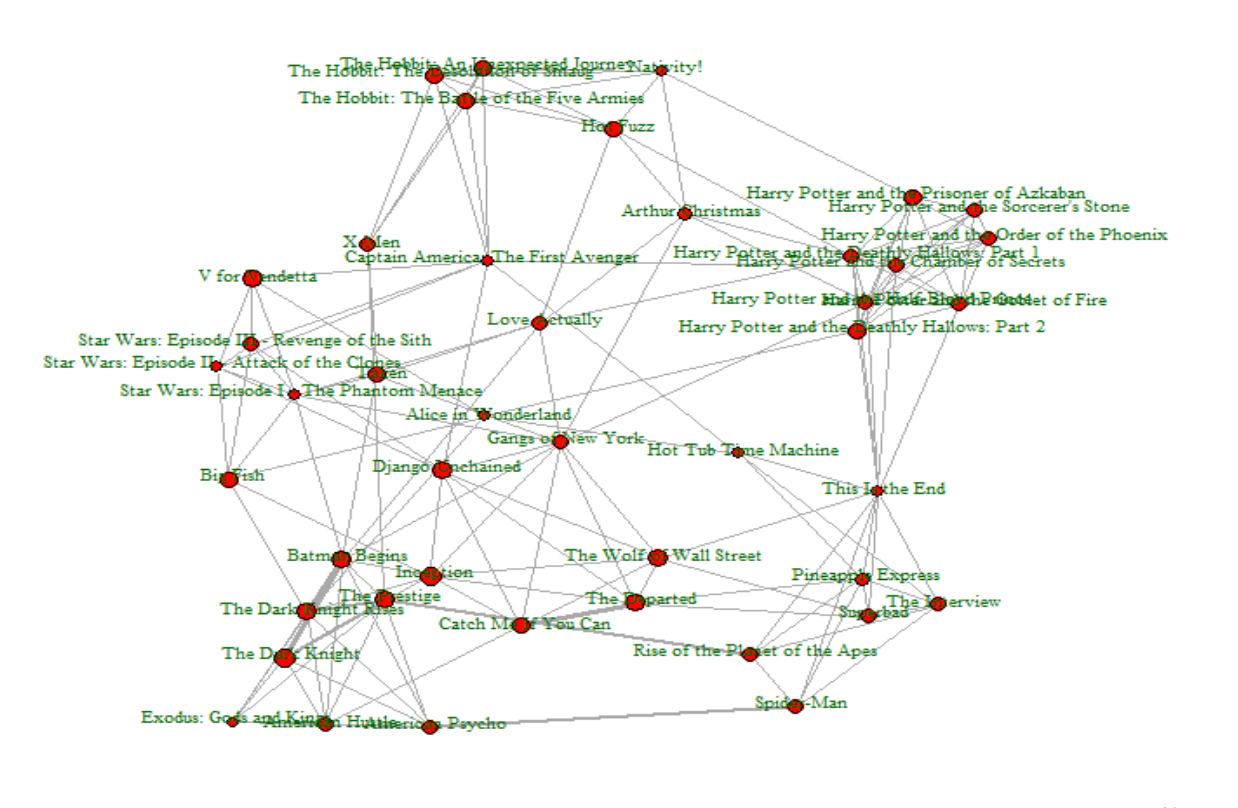 The Hobbit: An Unexpected Journey
Nativity!
The Hobbit: The Desolation of Smaug
The Hobbit: The Battle of the Five Armies
Hot Fuzz
Harry Potter and the Prisoner of Azkaban
Harry Potter and the Sorcerer's Stone
Arthur Christmas
Harry Potter and the Order of the Phoenix
X-Men
Harry Potter and the Deathly Hallows: Part 1
Captain America: The First Avenger
Harry Potter and the Chamber of Secrets
V for Vendetta
Harry Potter and the Half-Blood Prince
Harry Potter and the Goblet of Fire
Love Actually
Harry Potter and the Deathly Hallows: Part 2
Star Wars: Episode III - Revenge of the Sith
Star Wars: Episode II - Attack of the Clones
Star Wars: Episode I - The Phantom Menace
Alice in Wonderland
Gangs of New York
Hot Tub Time Machine
Django Unchained
Big Fish
This Is the End
Batman Begins
The Wolf of Wall Street
Inception
Pineapple Express
The Prestige
The Departed
The Interview
The Dark Knight Rises
Superbad
Catch Me If You Can
The Dark Knight
Rise of the Planet of the Apes
Spider-Man
Exodus: Gods and Kings
American Hustle
American Psycho